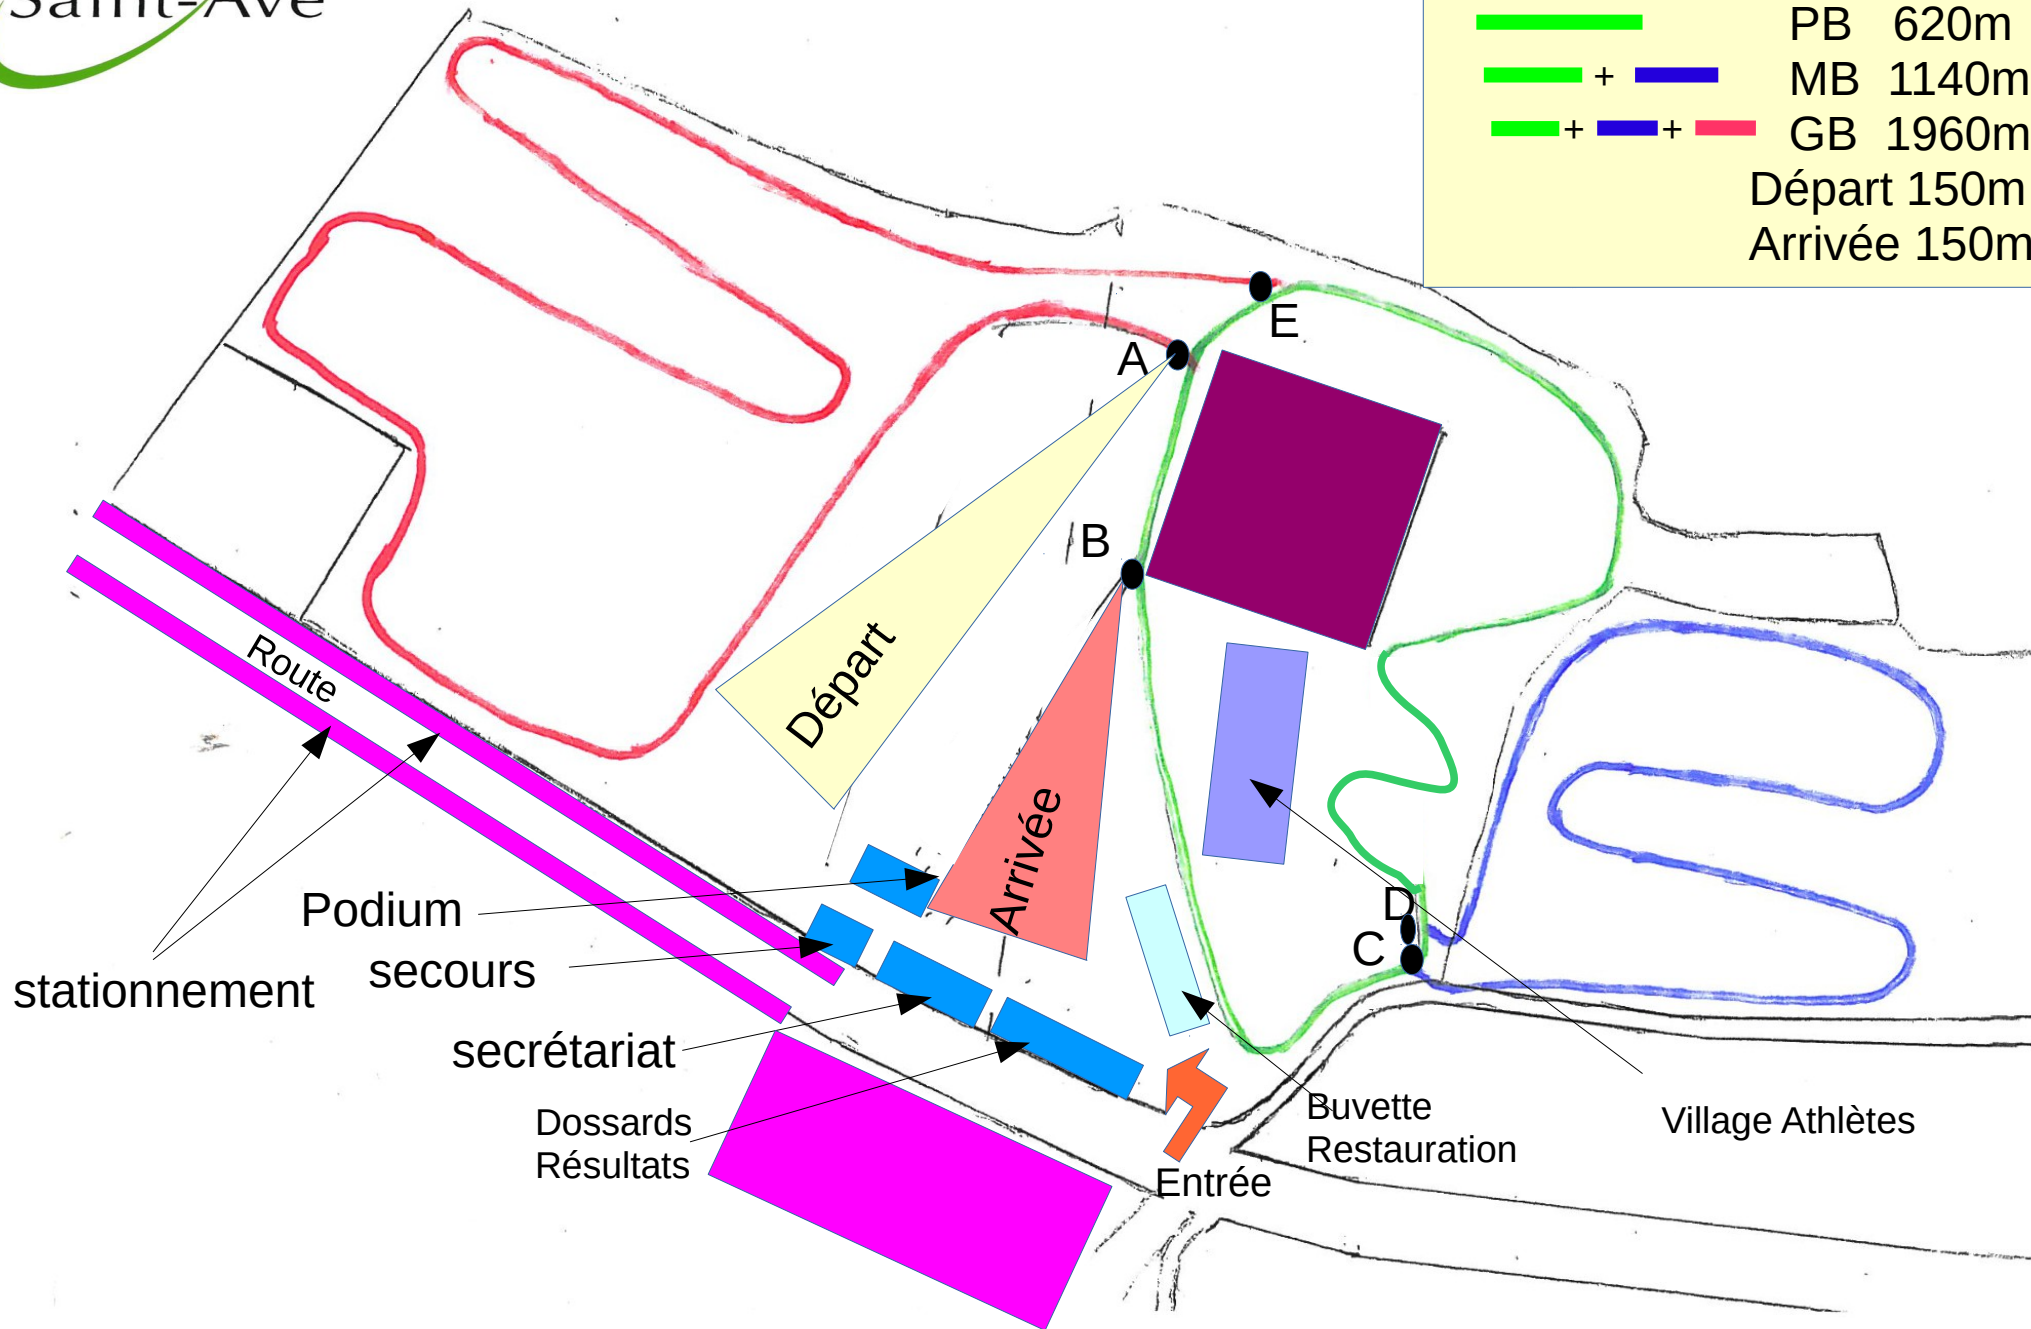 Saint-Avé
PB 620m
+ MB 1140m
+ + GB 1960m
Départ 150m
Arrivée 150m
E
A
B
Départ
Route
Arrivée
Podium
D
C
secours
stationnement
secrétariat
Dossards
Résultats
Buvette
Restauration
Village Athlètes
Entrée